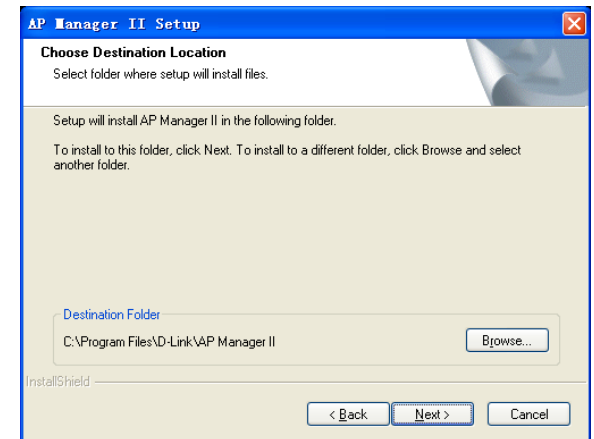 AP Manager II Setup
Choose Destination Location
Select folder where setup will install files.
Setup will install AP Manager II in the following folder.
To install to this folder, click Next. To install to a different folder, click Browse and select
another folder.
Destination Folder
C:\Program Files\D-Link\AP Manager II
Browse...
InstallShield
< Back
Next >
Cancel